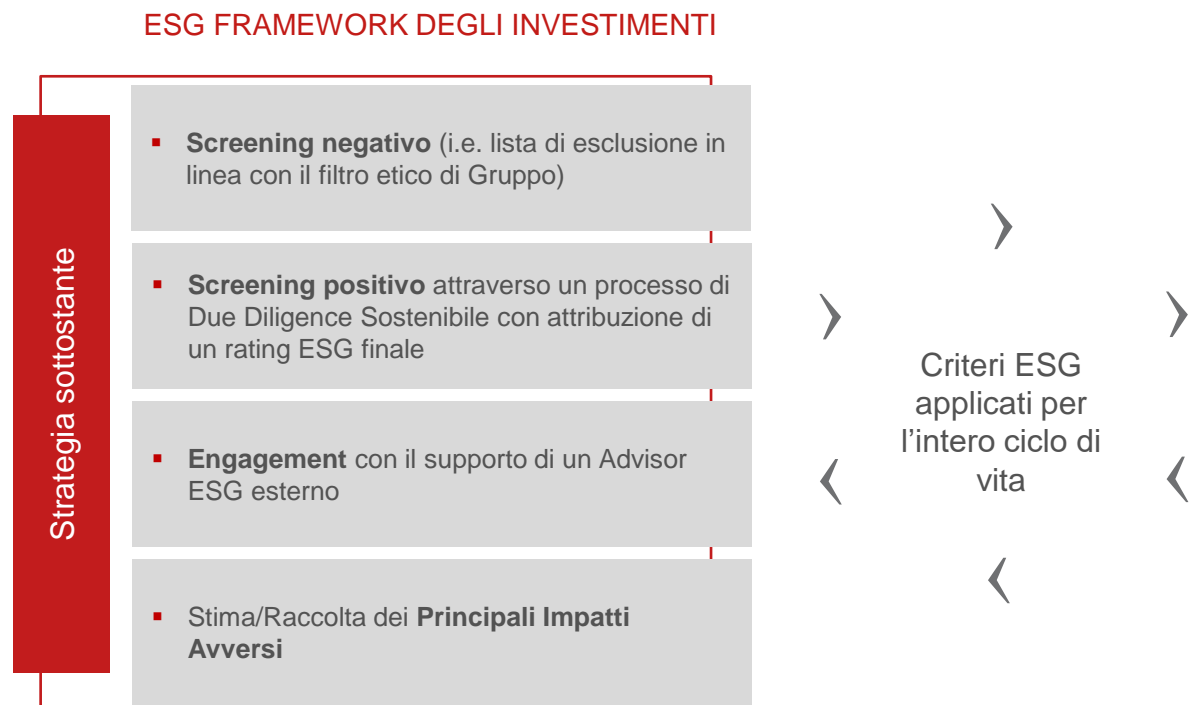 ESG FRAMEWORK DEGLI INVESTIMENTI
Strategia sottostante
▪ Screening negativo (i.e. lista di esclusione in
linea con il filtro etico di Gruppo)
▪ Screening positivo attraverso un processo di
Due Diligence Sostenibile con attribuzione di
un rating ESG finale
▪ Engagement con il supporto di un Advisor
ESG esterno
▪ Stima/Raccolta dei Principali Impatti
Avversi
Criteri ESG
applicati per
l’intero ciclo di
vita